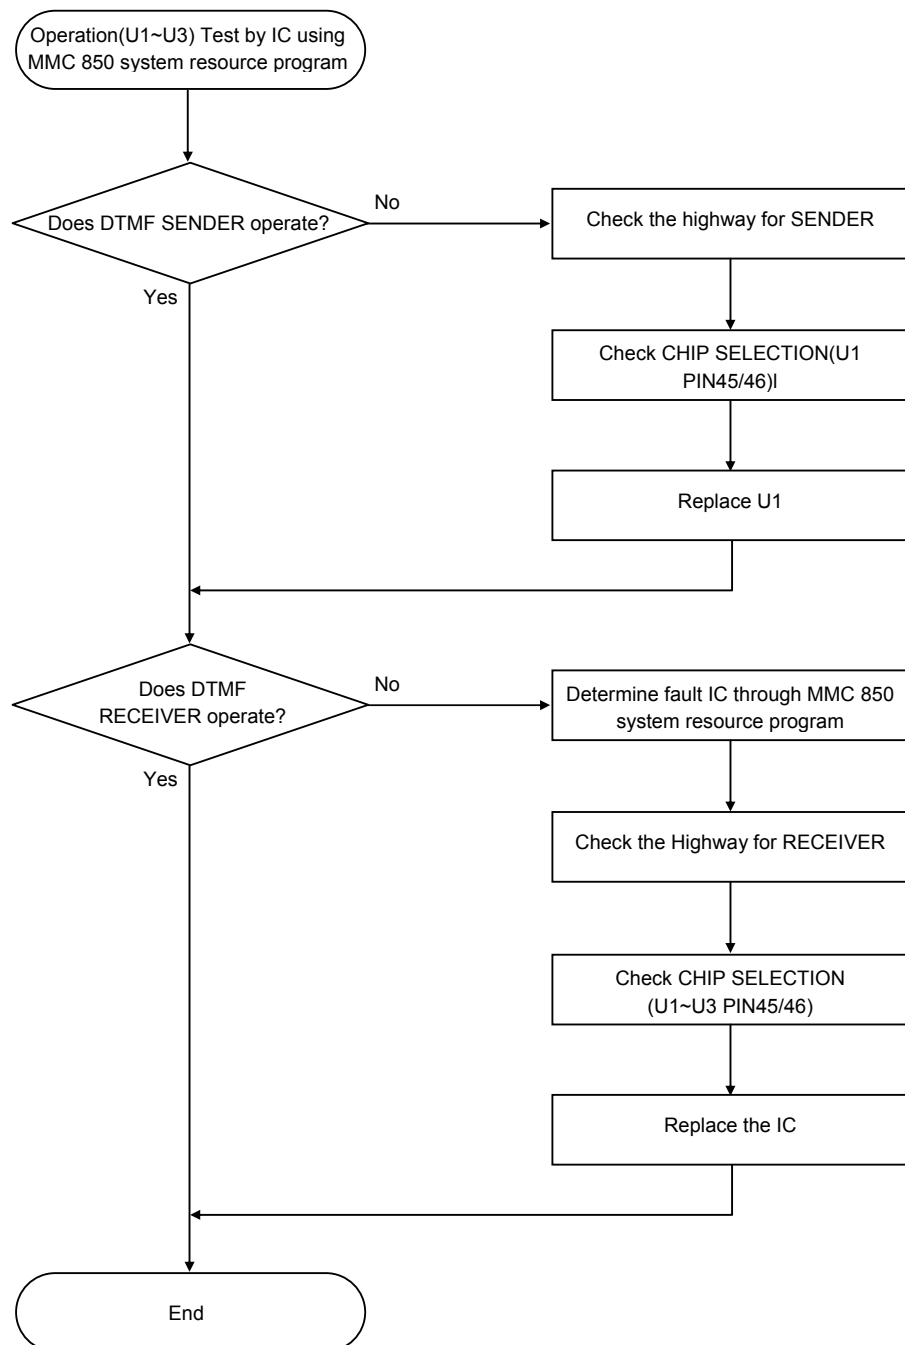 Operation(U1~U3) Test by IC using
MMC 850 system resource program
Does DTMF SENDER operate?
No
Check the highway for SENDER
Yes
Check CHIP SELECTION(U1
PIN45/46)l
Replace U1
Does DTMF
RECEIVER operate?
No
Determine fault IC through MMC 850
system resource program
Yes
Check the Highway for RECEIVER
Check CHIP SELECTION
(U1~U3 PIN45/46)
Replace the IC
End